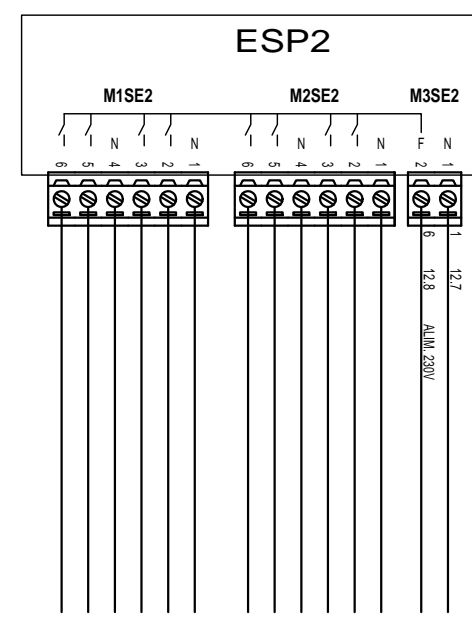 ESP2
M1SE2 M2SE2 M3SE2
N N N N F N
6 5 4 3 2 1 6 5 4 3 2 1 2 1
6 1
12.8 12.7
ALIM. 230V